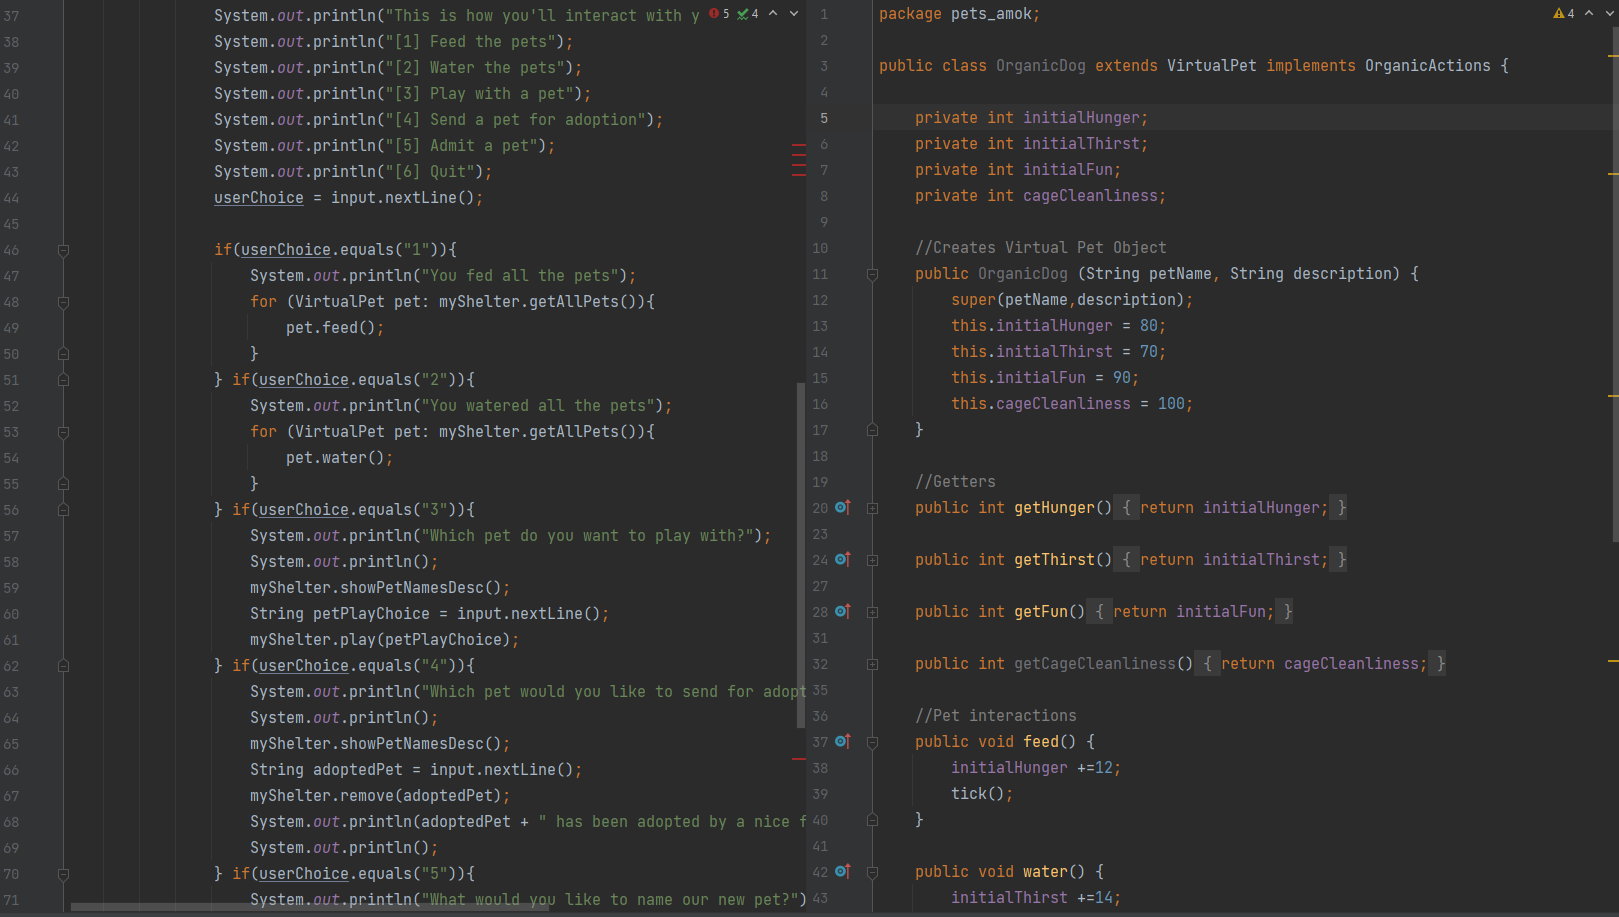 37 System.out.println("This is how you'll interact with y 5 4
38 System.out.println("[1] Feed the pets");
39 System.out.println("[2] Water the pets");
40 System.out.println("[3] Play with a pet");
41 System.out.println("[4] Send a pet for adoption");
42 System.out.println("[5] Admit a pet");
43 System.out.println("[6] Quit");
44 userChoice = input.nextLine();
45
46 if(userChoice.equals("1")){
47 System.out.println("You fed all the pets");
48 for (VirtualPet pet: myShelter.getAllPets()){
49 pet.feed();
50 }
51 } if(userChoice.equals("2")){
52 System.out.println("You watered all the pets");
53 for (VirtualPet pet: myShelter.getAllPets()){
54 pet.water();
55 }
56 } if(userChoice.equals("3")){
57 System.out.println("Which pet do you want to play with?");
58 System.out.println();
59 myShelter.showPetNamesDesc();
60 String petPlayChoice = input.nextLine();
61 myShelter.play(petPlayChoice);
62 } if(userChoice.equals("4")){
63 System.out.println("Which pet would you like to send for adopt
64 System.out.println();
65 myShelter.showPetNamesDesc();
66 String adoptedPet = input.nextLine();
67 myShelter.remove(adoptedPet);
68 System.out.println(adoptedPet + " has been adopted by a nice f
69 System.out.println();
70 } if(userChoice.equals("5")){
71 System.out.println("What would you like to name our new pet?")
1 package pets_amok; 4
2
3 public class OrganicDog extends VirtualPet implements OrganicActions {
4
5 private int initialHunger;
6 private int initialThirst;
7 private int initialFun;
8 private int cageCleanliness;
9
10 //Creates Virtual Pet Object
11 public OrganicDog (String petName, String description) {
12 super(petName,description);
13 this.initialHunger = 80;
14 this.initialThirst = 70;
15 this.initialFun = 90;
16 this.cageCleanliness = 100;
17 }
18
19 //Getters
20 public int getHunger() { return initialHunger; }
23
24 public int getThirst() { return initialThirst; }
27
28 public int getFun() { return initialFun; }
31
32 public int getCageCleanliness() { return cageCleanliness; }
35
36 //Pet interactions
37 public void feed() {
38 initialHunger +=12;
39 tick();
40 }
41
42 public void water() {
43 initialThirst +=14;